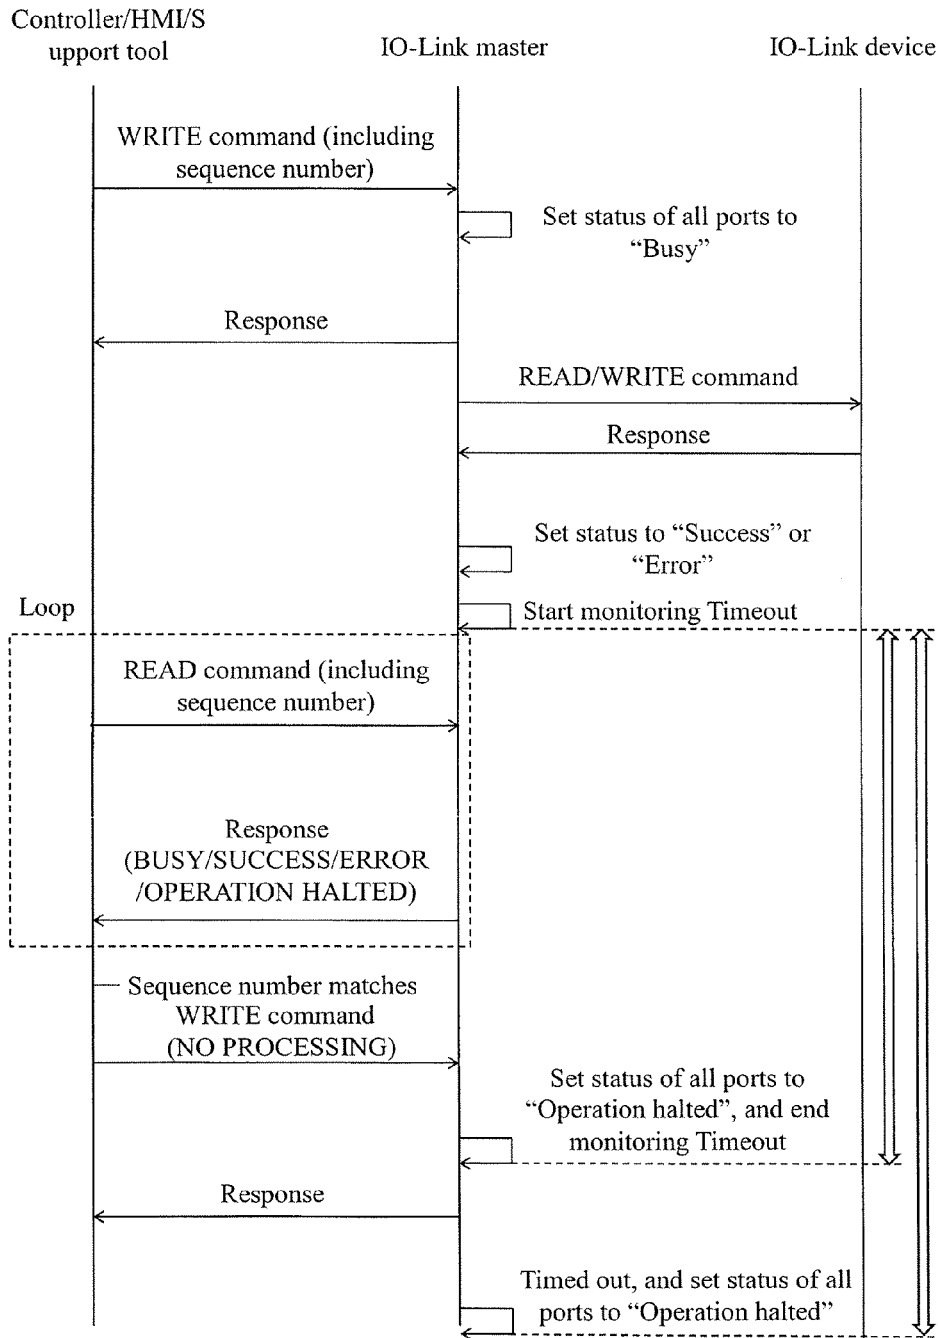 Controller/HMI/S
upport tool
IO-Link master
IO-Link device
WRITE command (including
sequence number)
Set status of all ports to
“Busy”
Response
READ/WRITE command
Response
Set status to “Success” or
“Error”
Loop
Start monitoring Timeout
READ command (including
sequence number)
Response
(BUSY/SUCCESS/ERROR
/OPERATION HALTED)
Sequence number matches
WRITE command
(NO PROCESSING)
Set status of all ports to
“Operation halted”, and end
monitoring Timeout
Response
Timed out, and set status of all
ports to “Operation halted”